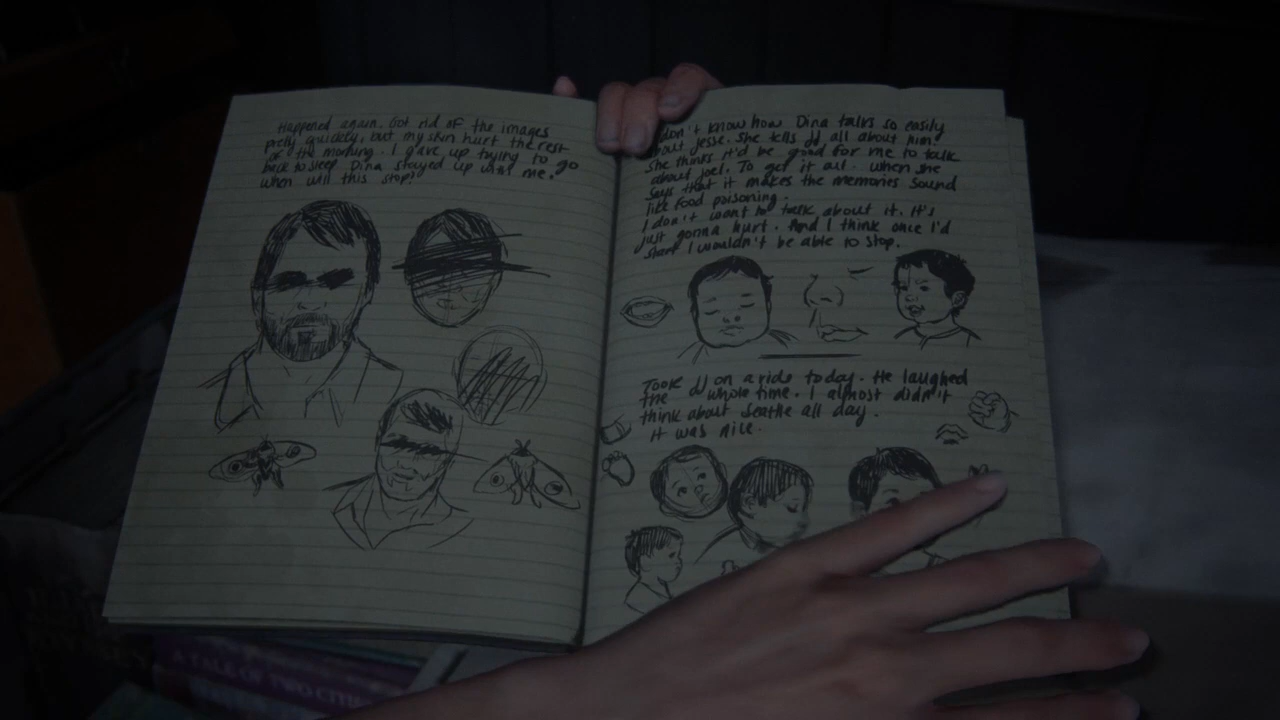 Happened again. Got rid of the images
pretty quickly, but my skin hurt the rest
of the morning. I gave up trying to go
back to sleep. Dina stayed up with me.
When will this stop?
don't know how Dina talks so easily
about Jesse. She tells JJ all about him.
She thinks it'd be good for me to talk
about Joel. To get it out. When she
says that it makes the memories sound
like food poisoning.
I don't want to talk about it. It's
just gonna hurt. And I think once I'd
start I wouldn't be able to stop.
Took JJ on a ride today. He laughed
the whole time. I almost didn't
think about Seattle all day.
It was nice.
A TALE OF TWO CITIE